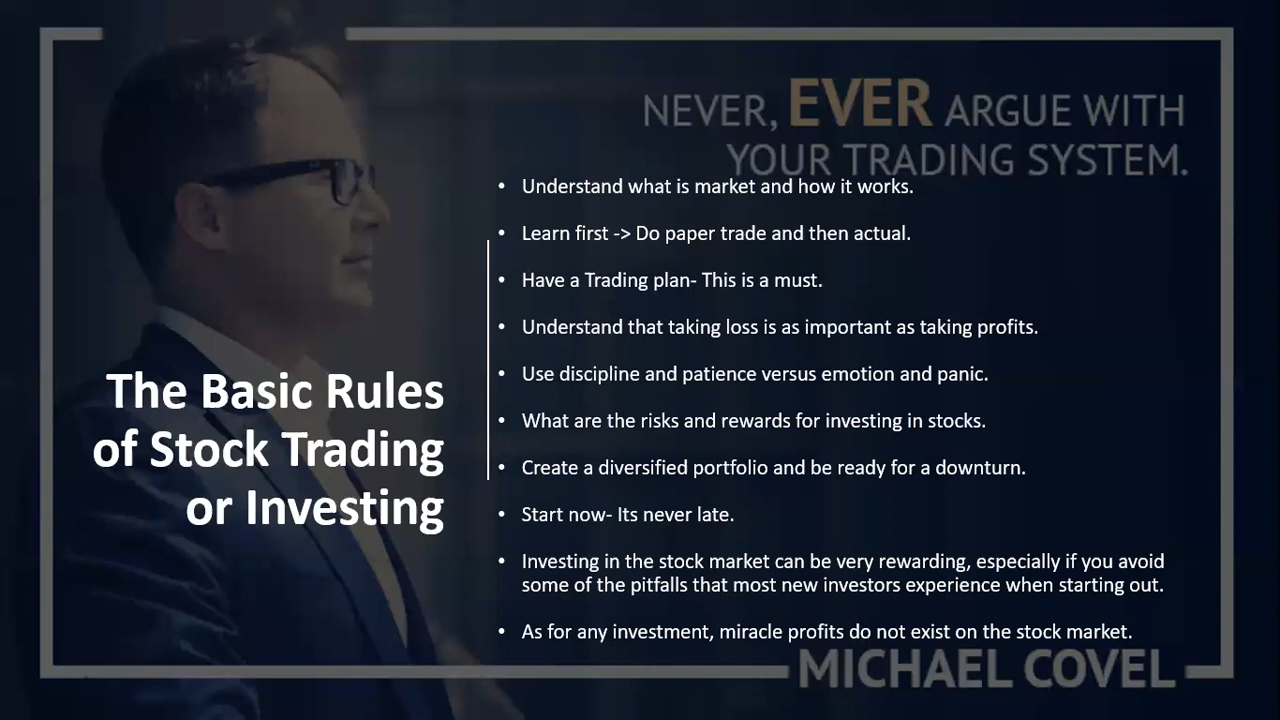 NEVER, EVER ARGUE WITH
YOUR TRADING SYSTEM.
The Basic Rules
of Stock Trading
or Investing
• Understand what is market and how it works.
• Learn first -> Do paper trade and then actual.
• Have a Trading plan- This is a must.
• Understand that taking loss is as important as taking profits.
• Use discipline and patience versus emotion and panic.
• What are the risks and rewards for investing in stocks.
• Create a diversified portfolio and be ready for a downturn.
• Start now- Its never late.
• Investing in the stock market can be very rewarding, especially if you avoid
some of the pitfalls that most new investors experience when starting out.
• As for any investment, miracle profits do not exist on the stock market.
MICHAEL COVEL